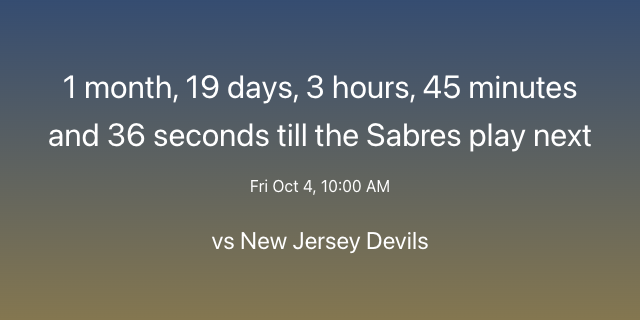 1 month, 19 days, 3 hours, 45 minutes
and 36 seconds till the Sabres play next
Fri Oct 4, 10:00 AM
vs New Jersey Devils